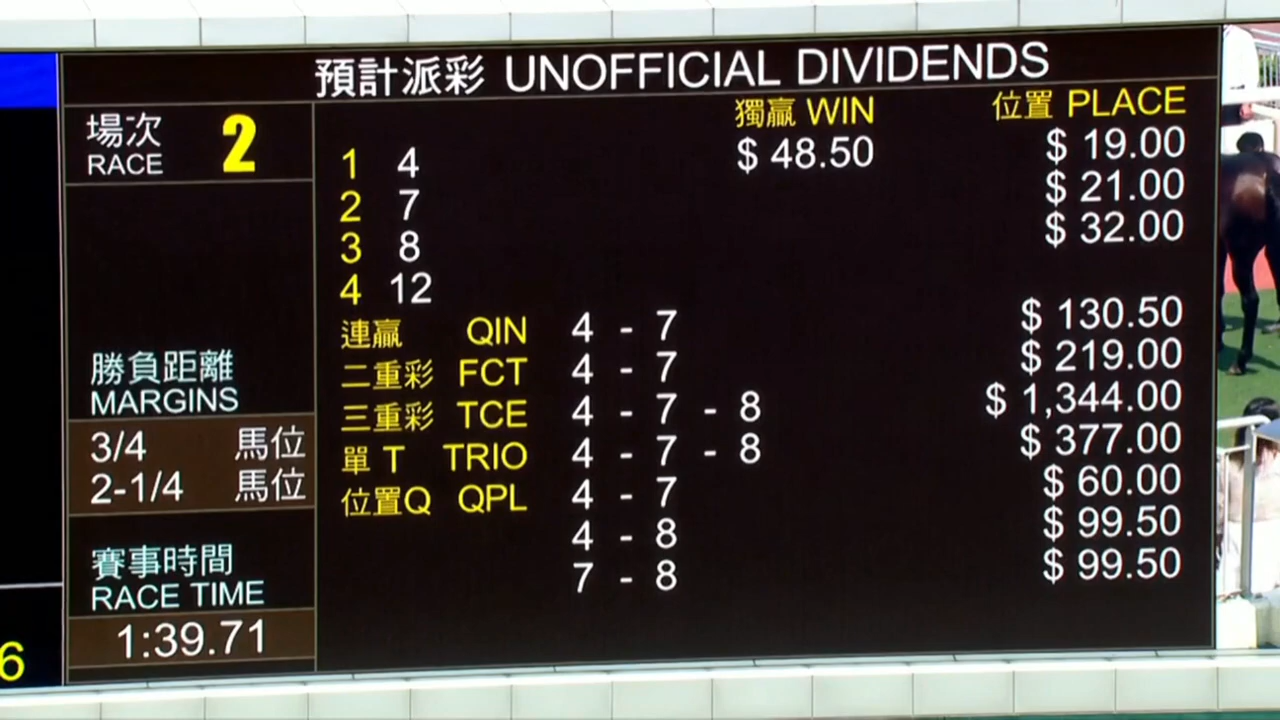 預計派彩 UNOFFICIAL DIVIDENDS
場次
RACE 2
獨贏 WIN 位置 PLACE
1 4 $ 48.50 $ 19.00
2 7 $ 21.00
3 8 $ 32.00
4 12
連贏 QIN 4 - 7 $ 130.50
二重彩 FCT 4 - 7 $ 219.00
三重彩 TCE 4 - 7 - 8 $ 1,344.00
單T TRIO 4 - 7 - 8 $ 377.00
位置Q QPL 4 - 7 $ 60.00
4 - 8 $ 99.50
7 - 8 $ 99.50
勝負距離
MARGINS
3/4 馬位
2-1/4 馬位
賽事時間
RACE TIME
1:39.71
6